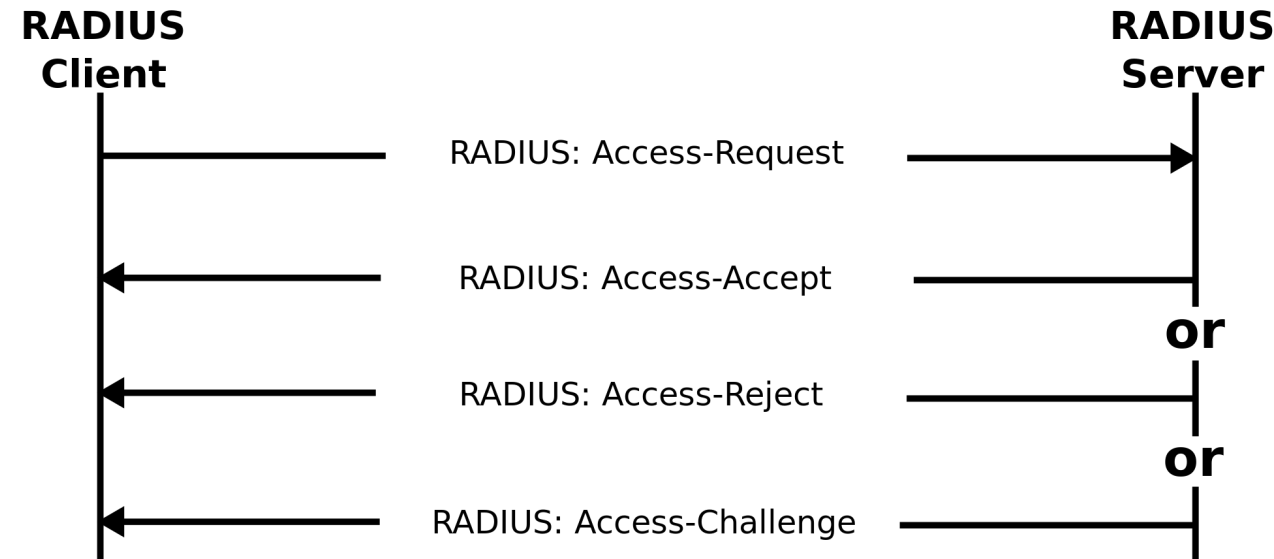 RADIUS
Client
RADIUS
Server
RADIUS: Access-Request
RADIUS: Access-Accept
or
RADIUS: Access-Reject
or
RADIUS: Access-Challenge